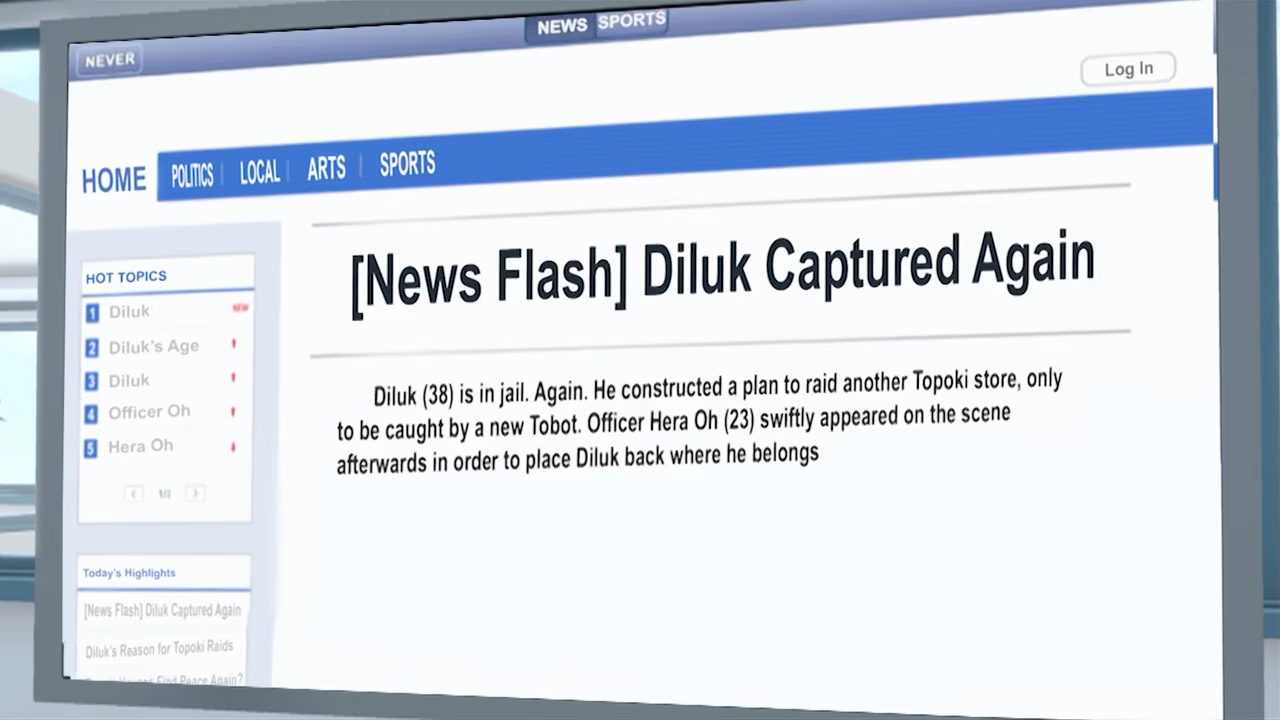 NEWS SPORTS
NEVER
Log In
HOME POLITICS LOCAL ARTS SPORTS
[News Flash] Diluk Captured Again
Diluk (38) is in jail. Again. He constructed a plan to raid another Topoki store, only
to be caught by a new Tobot. Officer Hera Oh (23) swiftly appeared on the scene
afterwards in order to place Diluk back where he belongs
HOT TOPICS
1 Diluk NEW
2 Diluk's Age
3 Diluk
4 Officer Oh
5 Hera Oh
Today's Highlights
[News Flash] Diluk Captured Again
Diluk's Reason for Topoki Raids
Find Peace Again?